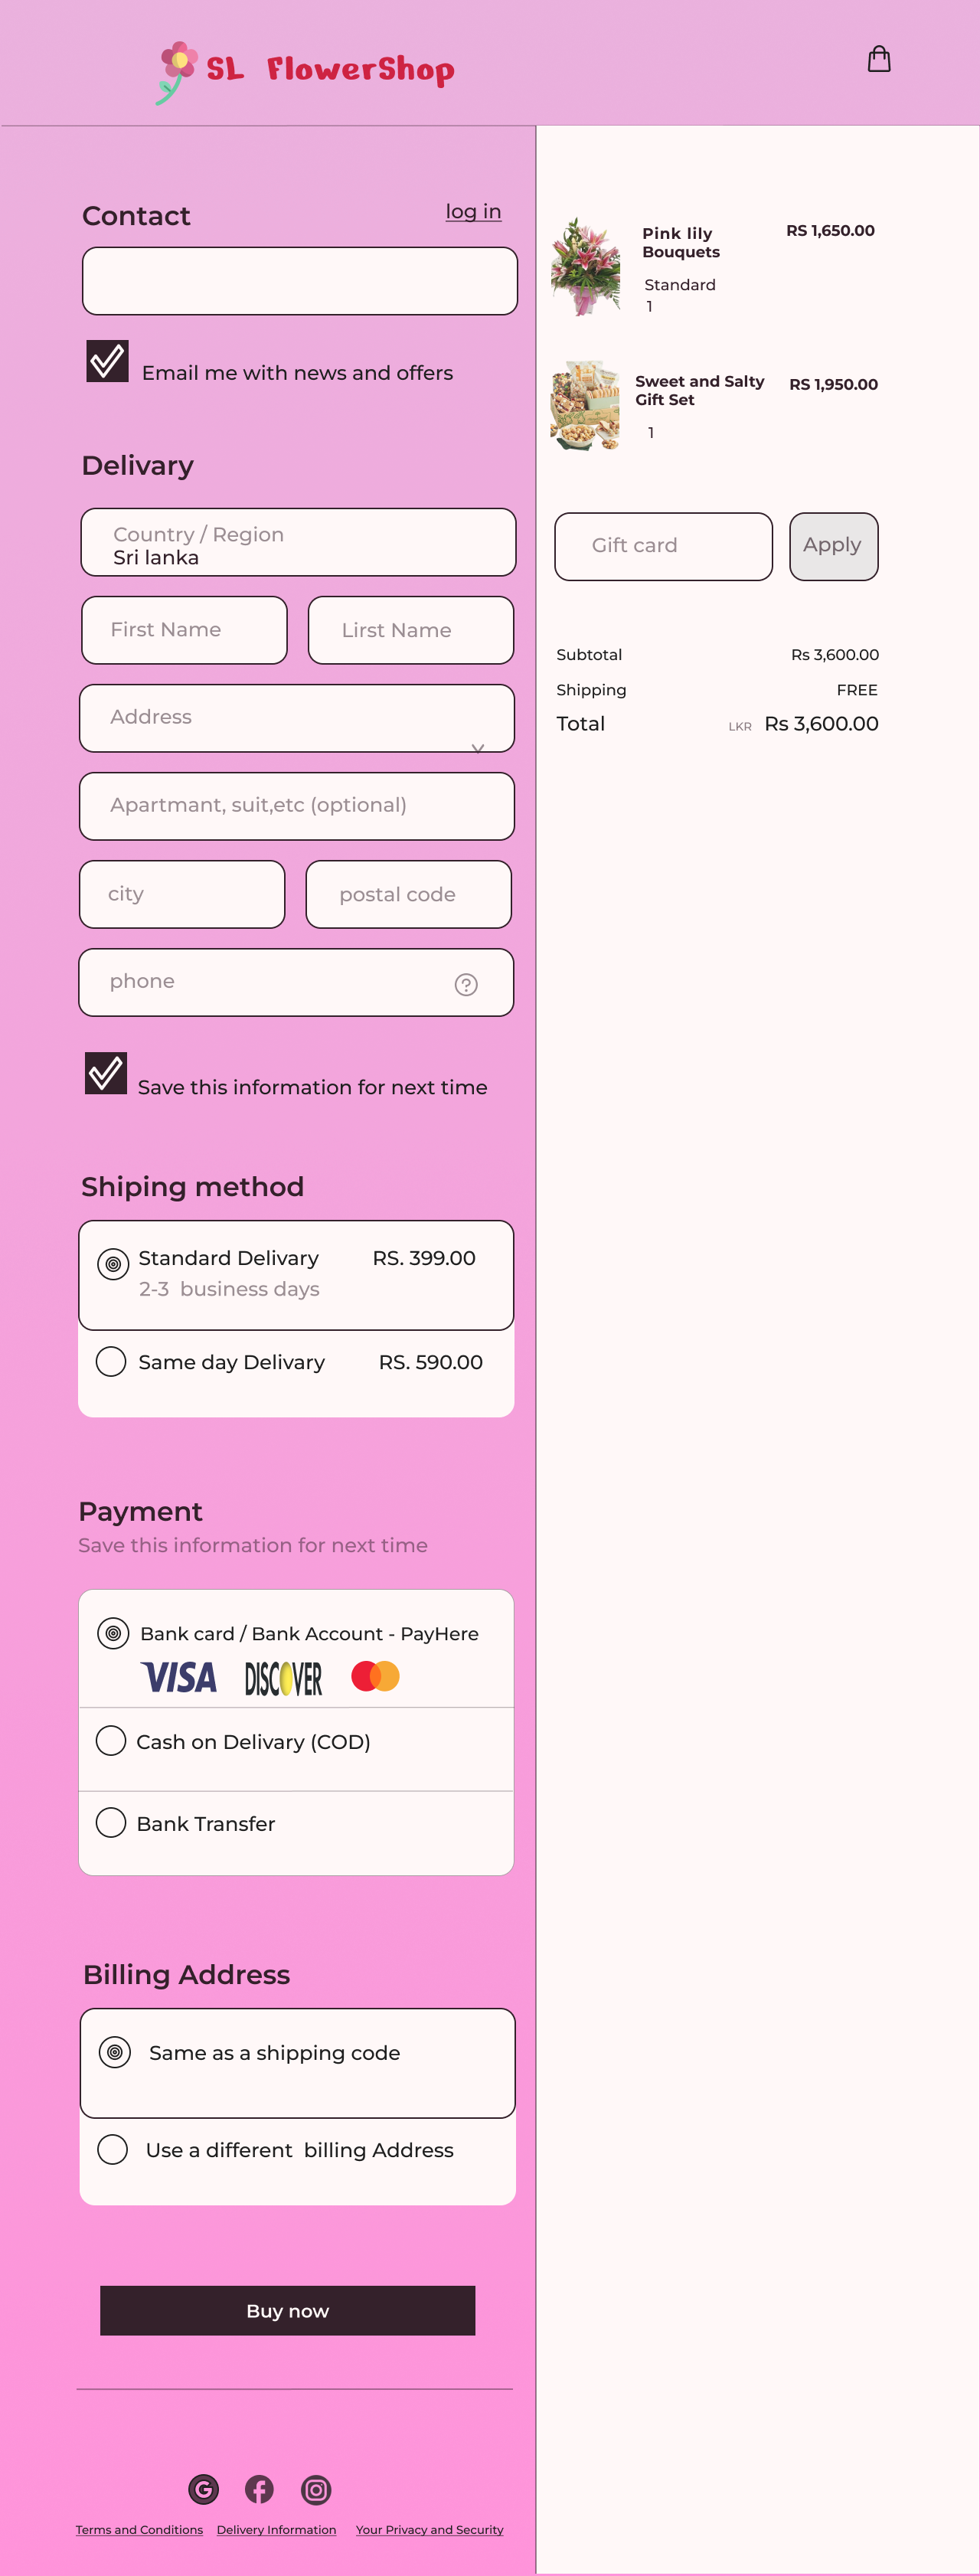 SL FlowerShop
Contact
log in
Email me with news and offers
Delivary
Country / Region
Sri lanka
First Name
Lirst Name
Address
Apartmant, suit,etc (optional)
city
postal code
phone
Save this information for next time
Shiping method
Standard Delivary RS. 399.00
2-3 business days
Same day Delivary RS. 590.00
Payment
Save this information for next time
Bank card / Bank Account - PayHere
VISA DISCOVER
Cash on Delivary (COD)
Bank Transfer
Billing Address
Same as a shipping code
Use a different billing Address
Buy now
Terms and Conditions Delivery Information Your Privacy and Security
Pink lily RS 1,650.00
Bouquets
Standard
1
Sweet and Salty RS 1,950.00
Gift Set
1
Gift card Apply
Subtotal Rs 3,600.00
Shipping FREE
Total LKR Rs 3,600.00